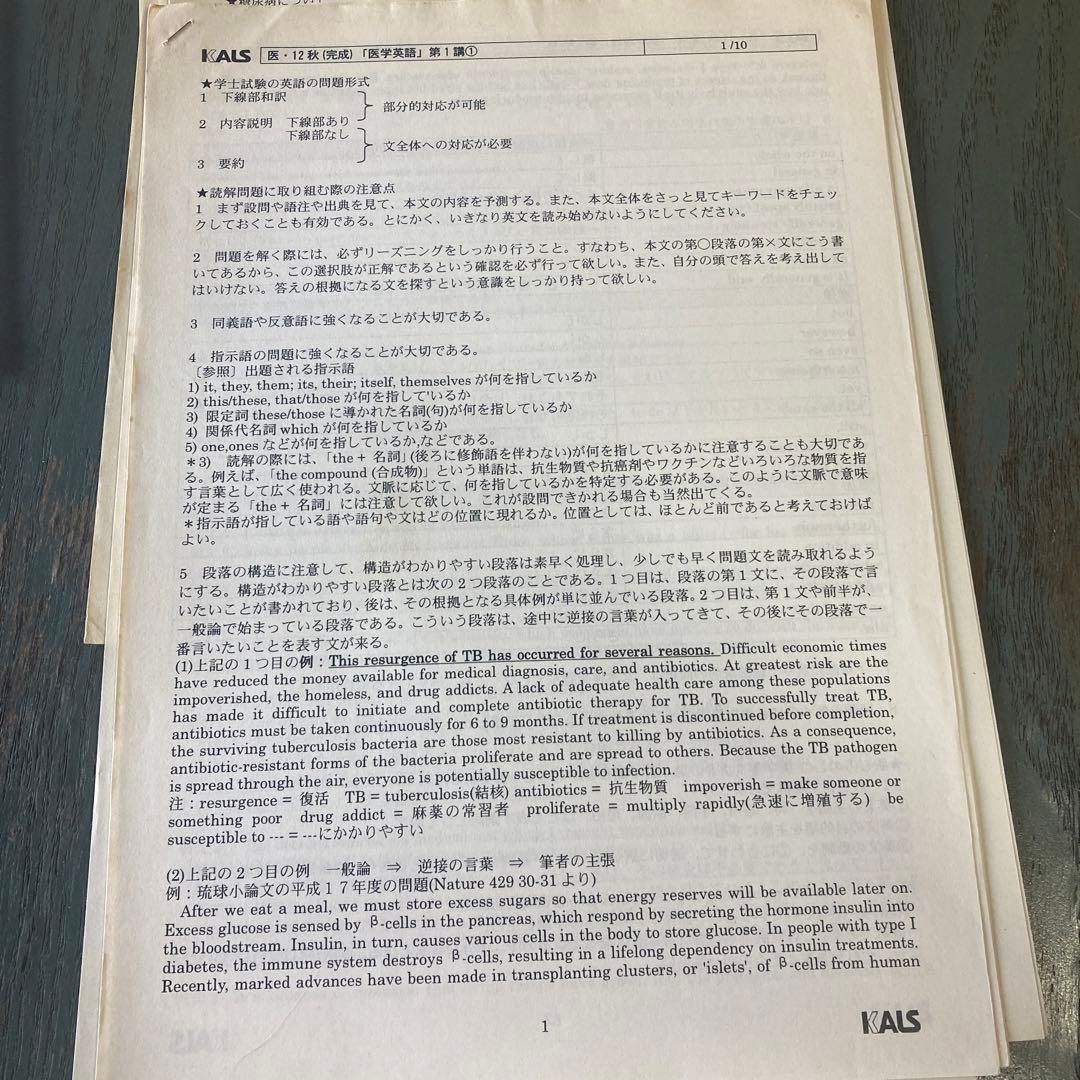 ★糖尿病について
KALS 医・12秋(完成)「医学英語」第1講① 1/10
★学士試験の英語の問題形式
1 下線部和訳
部分的対応が可能
2 内容説明 下線部あり
下線部なし
文全体への対応が必要
3 要約
★読解問題に取り組む際の注意点
1 まず設問や語注や出典を見て、本文の内容を予測する。また、本文全体をさっと見てキーワードをチェッ
クしておくことも有効である。とにかく、いきなり英文を読み始めないようにしてください。
2 問題を解く際には、必ずリーズニングをしっかり行うこと。すなわち、本文の第〇段落の第×文にこう書
いてあるから、この選択肢が正解であるという確認を必ず行って欲しい。また、自分の頭で答えを考え出して
はいけない。答えの根拠になる文を探すという意識をしっかり持って欲しい。
3 同義語や反意語に強くなることが大切である。
4 指示語の問題に強くなることが大切である。
〔参照〕出題される指示語
1) it, they, them; its, their; itself, themselves が何を指しているか
2) this/these, that/those が何を指しているか
3) 限定詞 these/those に導かれた名詞(句)が何を指しているか
4) 関係代名詞 which が何を指しているか
5) one,ones などが何を指しているか,などである。
＊3) 読解の際には、「the + 名詞」(後ろに修飾語を伴わない)が何を指しているかに注意することも大切であ
る。例えば、「the compound (合成物)」という単語は、抗生物質や抗癌剤やワクチンなどいろいろな物質を指
す言葉として広く使われる。文脈に応じて、何を指しているかを特定する必要がある。このように文脈で意味
が定まる「the + 名詞」には注意して欲しい。これが設問できかれる場合も当然出てくる。
＊指示語が指している語や語句や文はどの位置に現れるか。位置としては、ほとんど前であると考えておけば
よい。
5 段落の構造に注意して、構造がわかりやすい段落は素早く処理し、少しでも早く問題文を読み取れるよう
にする。構造がわかりやすい段落とは次の2つ段落のことである。1つ目は、段落の第1文に、その段落で言
いたいことが書かれており、後は、その根拠となる具体例が単に並んでいる段落。2つ目は、第1文や前半が、
一般論で始まっている段落である。こういう段落は、途中に逆接の言葉が入ってきて、その後にその段落で一
番言いたいことを表す文が来る。
(1)上記の1つ目の例：This resurgence of TB has occurred for several reasons. Difficult economic times
have reduced the money available for medical diagnosis, care, and antibiotics. At greatest risk are the
impoverished, the homeless, and drug addicts. A lack of adequate health care among these populations
has made it difficult to initiate and complete antibiotic therapy for TB. To successfully treat TB,
antibiotics must be taken continuously for 6 to 9 months. If treatment is discontinued before completion,
the surviving tuberculosis bacteria are those most resistant to killing by antibiotics. As a consequence,
antibiotic-resistant forms of the bacteria proliferate and are spread to others. Because the TB pathogen
is spread through the air, everyone is potentially susceptible to infection.
注：resurgence = 復活 TB = tuberculosis(結核) antibiotics = 抗生物質 impoverish = make someone or
something poor drug addict = 麻薬の常習者 proliferate = multiply rapidly(急速に増殖する) be
susceptible to --- = ---にかかりやすい
(2)上記の2つ目の例 一般論 ⇒ 逆接の言葉 ⇒ 筆者の主張
例：琉球小論文の平成１７年度の問題(Nature 429 30-31 より)
After we eat a meal, we must store excess sugars so that energy reserves will be available later on.
Excess glucose is sensed by β-cells in the pancreas, which respond by secreting the hormone insulin into
the bloodstream. Insulin, in turn, causes various cells in the body to store glucose. In people with type I
diabetes, the immune system destroys β-cells, resulting in a lifelong dependency on insulin treatments.
Recently, marked advances have been made in transplanting clusters, or 'islets', of β-cells from human
1
KALS